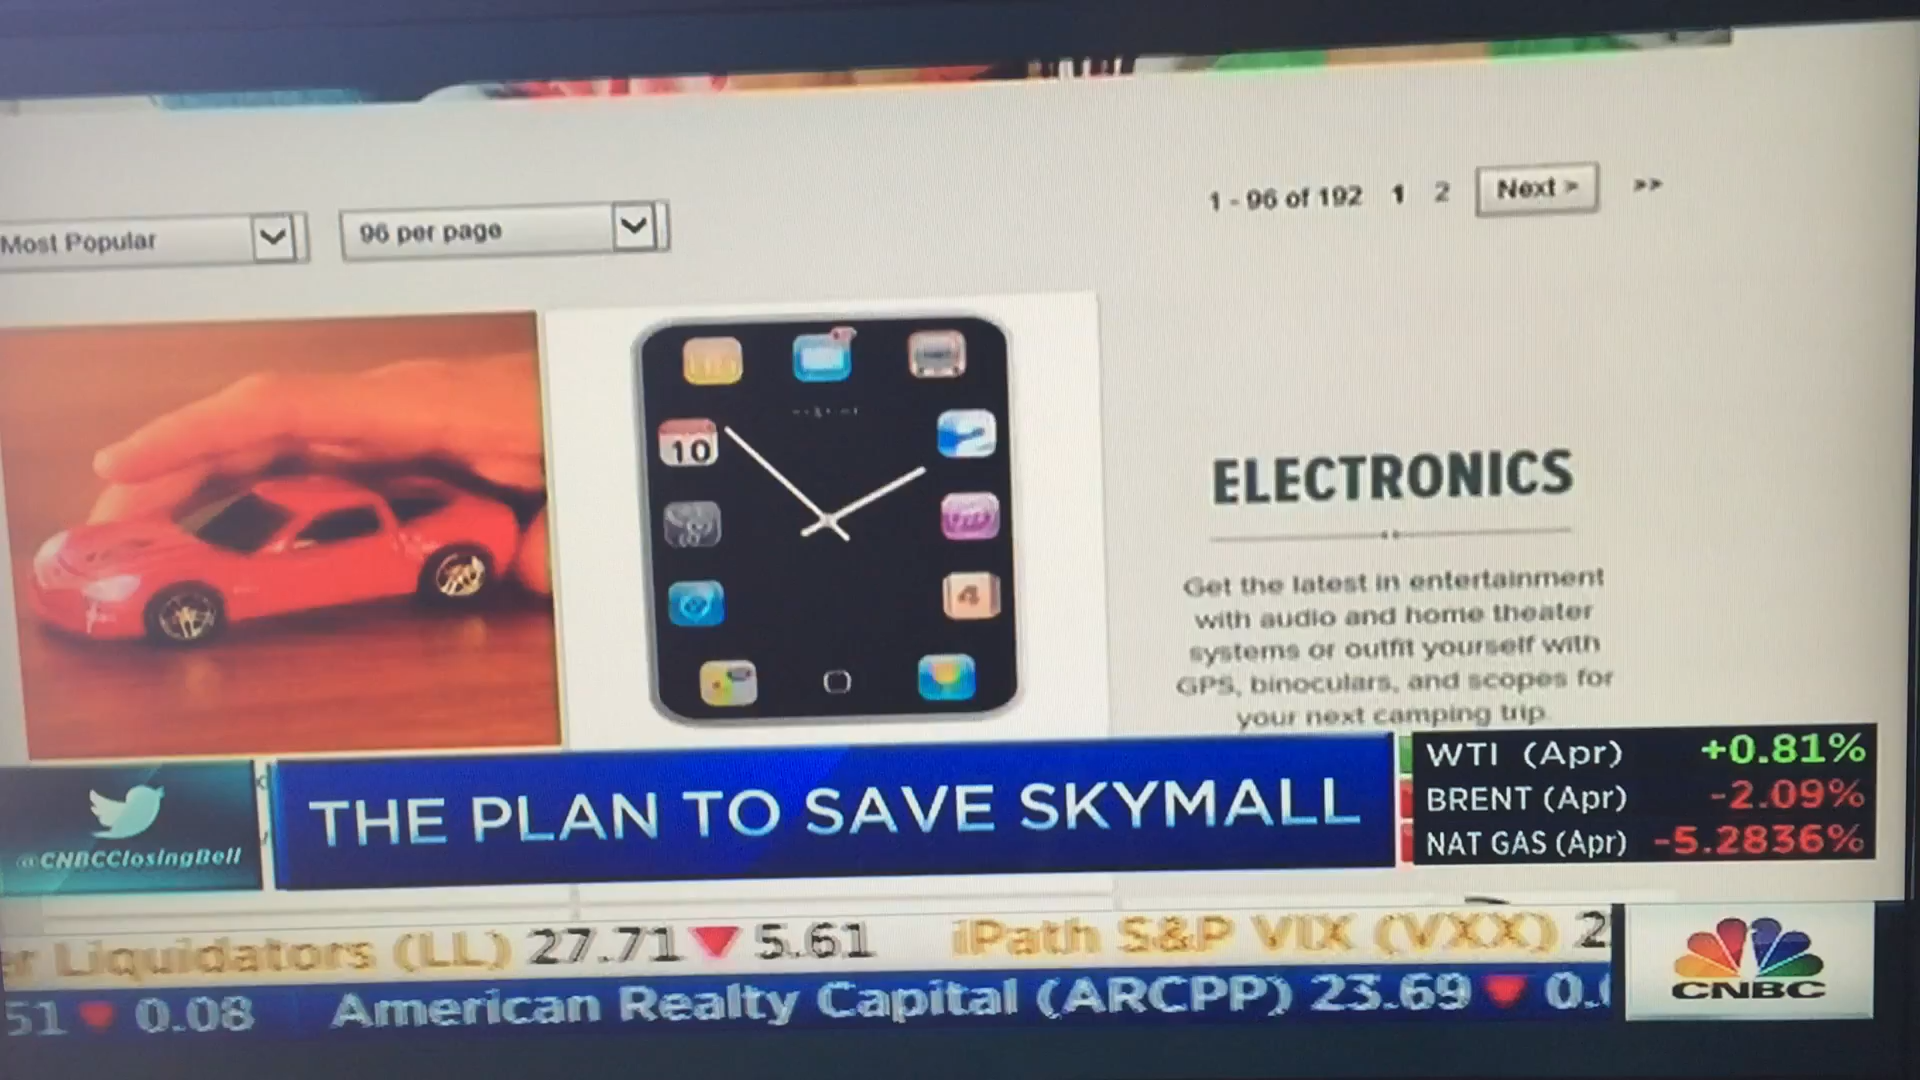 1 - 96 of 192 1 2 Next > >>
Most Popular
96 per page
10
4
ELECTRONICS
Get the latest in entertainment
with audio and home theater
systems or outfit yourself with
GPS, binoculars, and scopes for
your next camping trip.
@CNBCClosingBell
THE PLAN TO SAVE SKYMALL
WTI (Apr) +0.81%
BRENT (Apr) -2.09%
NAT GAS (Apr) -5.2836%
Liquidators (LL) 27.71 ▼ 5.61 iPath S&P VIX (VXX)
51 ▼ 0.08 American Realty Capital (ARCPP) 23.69 ▼
CNBC